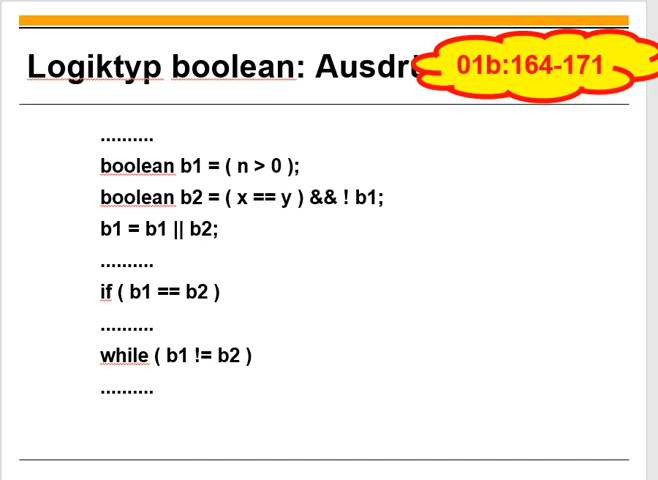 Logiktyp boolean: 
01b:164-171
..........
boolean b1 = ( n > 0 );
boolean b2 = ( x == y ) && ! b1;
b1 = b1 || b2;
..........
if ( b1 == b2 )
..........
while ( b1 != b2 )
..........